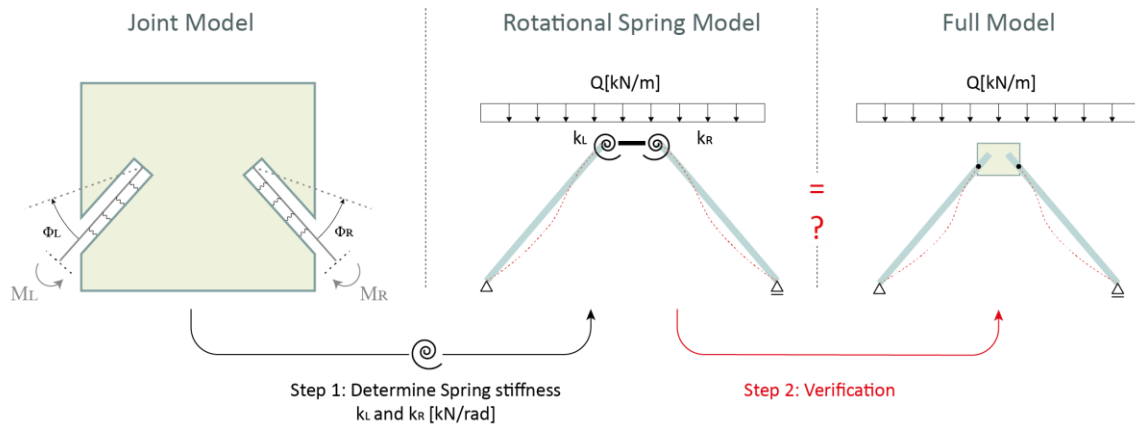 Joint Model
Rotational Spring Model
Full Model
Q[kN/m]
Q[kN/m]
kL
kR
=
?
ΦL
ΦR
ML
MR
Step 1: Determine Spring stiffness
kL and kR [kN/rad]
Step 2: Verification